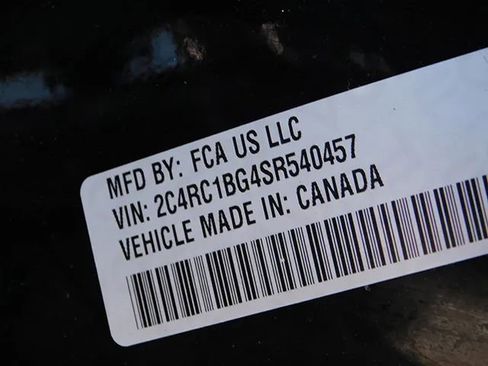 MFD BY: FCA US LLC
VIN: 2C4RC1BG4SR540457
VEHICLE MADE IN: CANADA